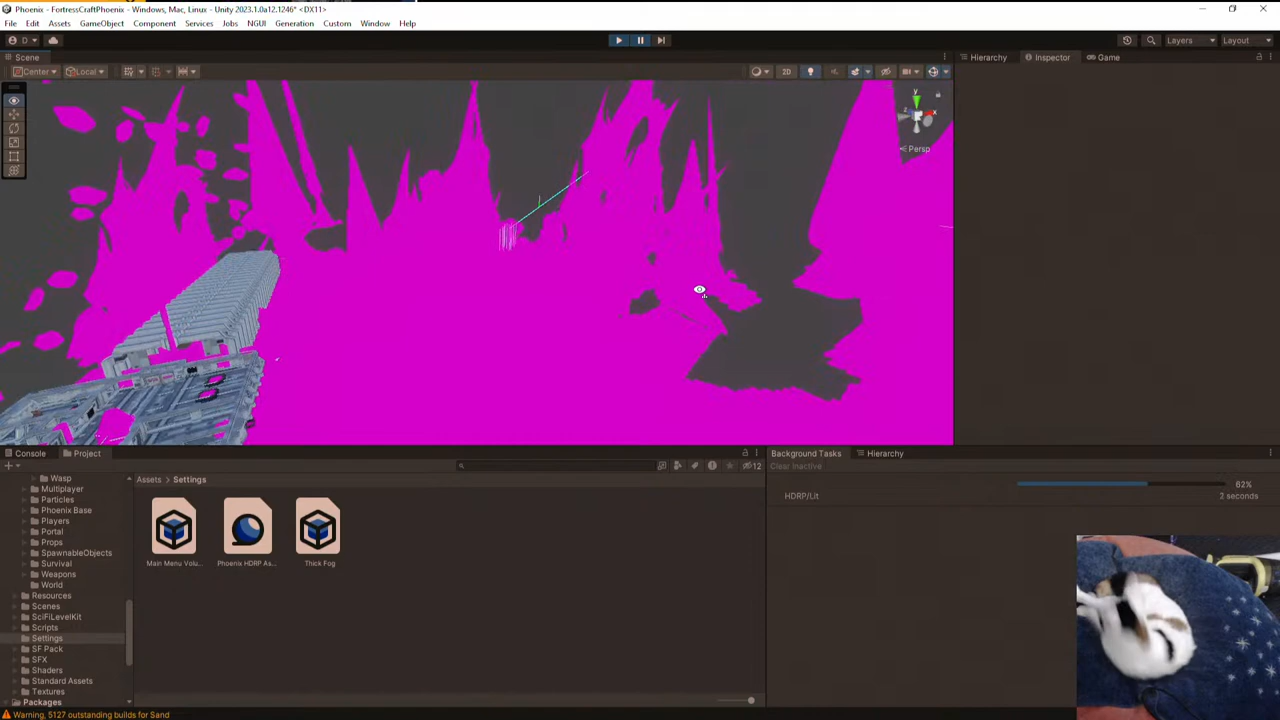 Phoenix - FortressCraftPhoenix - Windows, Mac, Linux - Unity 2023.1.0a12.1246* <DX11>
File Edit Assets GameObject Component Services Jobs NGUI Generation Custom Window Help
D Layers Layout
Scene Hierarchy Inspector Game
Center Local 2D
y
x
z
Persp
Console Project Background Tasks Hierarchy
12 Clear Inactive
Assets > Settings
62%
HDRP/Lit 2 seconds
Wasp
Multiplayer
Particles
Phoenix Base
Players
Portal
Props
SpawnableObjects
Survival
Weapons
World
Resources
Scenes
SciFiLevelKit
Scripts
Settings
SF Pack
SFX
Shaders
Standard Assets
Textures
Packages
Main Menu Volu... Phoenix HDRP As... Thick Fog
Warning, 5127 outstanding builds for Sand